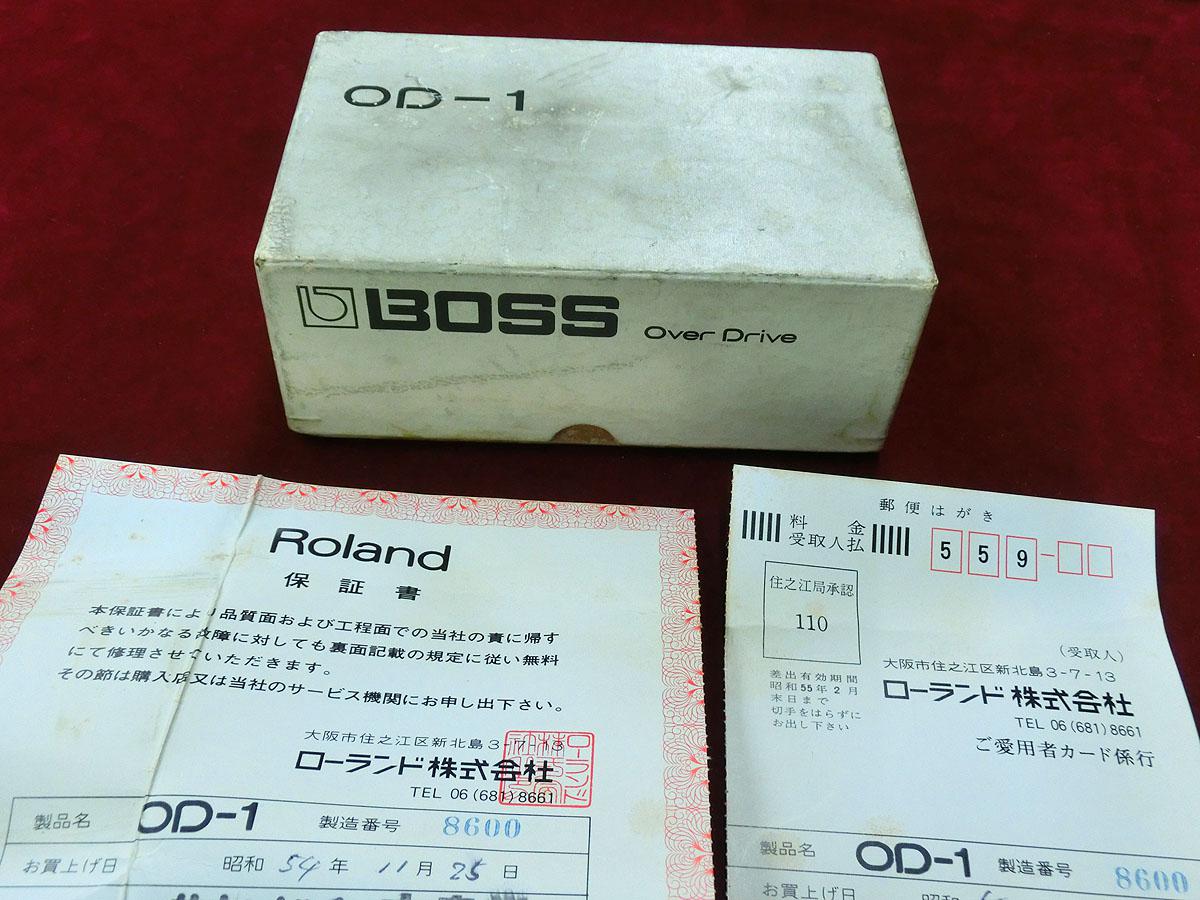 OD-1
BOSS Over Drive
Roland
保証書
本保証書により品質面および工程面での当社の責に帰す
べきいかなる故障に対しても裏面記載の規定に従い無料
にて修理させていただきます。
その節は購入店又は当社のサービス機関にお申し出下さい。
大阪市住之江区新北島3-7-13
ローランド株式会社
TEL 06(681)8661
製品名 OD-1 製造番号 8600
お買上げ日 昭和 54 年 11 月 25 日
郵便はがき
料金
受取人払
559-
住之江局承認
110
差出有効期間
昭和55年2月
末日まで
切手をはらずに
お出し下さい
(受取人)
大阪市住之江区新北島3-7-13
ローランド株式会社
TEL 06(681)8661
ご愛用者カード係行
製品名 OD-1 製造番号 8600
お買上げ日 昭和